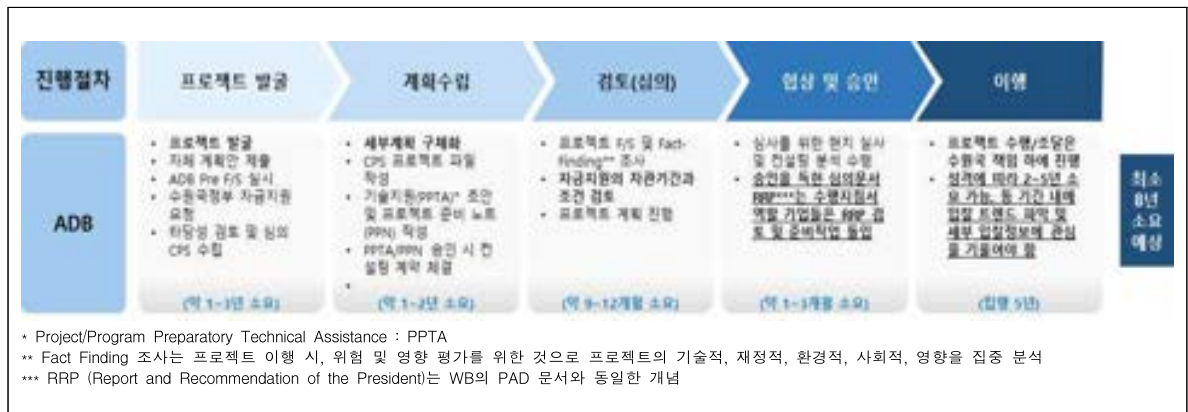 진행절차
프로젝트 발굴
계획수립
검토(심의)
협상 및 승인
이행
ADB
• 프로젝트 발굴
• 자체 계획안 제출
• ADB Pre F/S 실시
• 수원국정부 자금지원
요청
• 타당성 검토 및 심의
CPS 수립
(약 1~3년 소요)
• 세부계획 구체화
• CPS 프로젝트 파일
작성
• 기술지원(PPTA)* 초안
및 프로젝트 준비 노트
(PPN) 작성
• PPTA/PPN 승인 시 컨
설팅 계약 체결
•
(약 1~2년 소요)
• 프로젝트 F/S 및 Fact-
Finding** 조사
• 자금지원의 차관기간과
조건 검토
• 프로젝트 계획 진행
(약 9~12개월 소요)
• 심사를 위한 현지 실사
및 컨설팅 분석 수행
• 승인을 득한 심의문서
RRP***는 수행지침서
역할 기업들은 RRP 검
토 및 준비작업 돌입
(약 1~3개월 소요)
• 프로젝트 수행/조달은
수원국 책임 하에 진행
• 성격에 따라 2~5년 소
요 가능, 동 기간 내에
입찰 트렌드 파악 및
세부 입찰정보에 관심
을 기울여야 함
(집행 5년)
최소
8년
소요
예상
* Project/Program Preparatory Technical Assistance : PPTA
** Fact Finding 조사는 프로젝트 이행 시, 위험 및 영향 평가를 위한 것으로 프로젝트의 기술적, 재정적, 환경적, 사회적, 영향을 집중 분석
*** RRP (Report and Recommendation of the President)는 WB의 PAD 문서와 동일한 개념